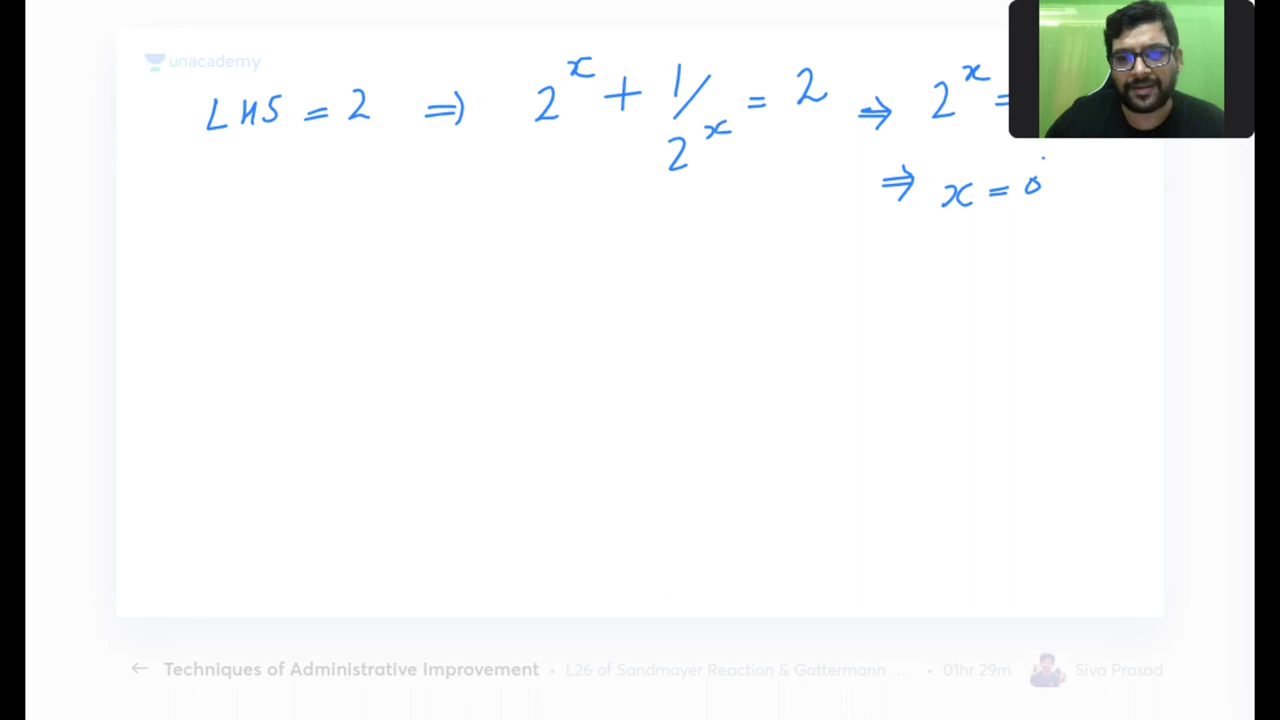 unacademy
LHS = 2 ⇒ 2^x + 1/2^x = 2 ⇒ 2^x =
⇒ x = 0
← Techniques of Administrative Improvement • L26 of Sandmayer Reaction & Gattermann ... • 01hr 29m Siva Prasad